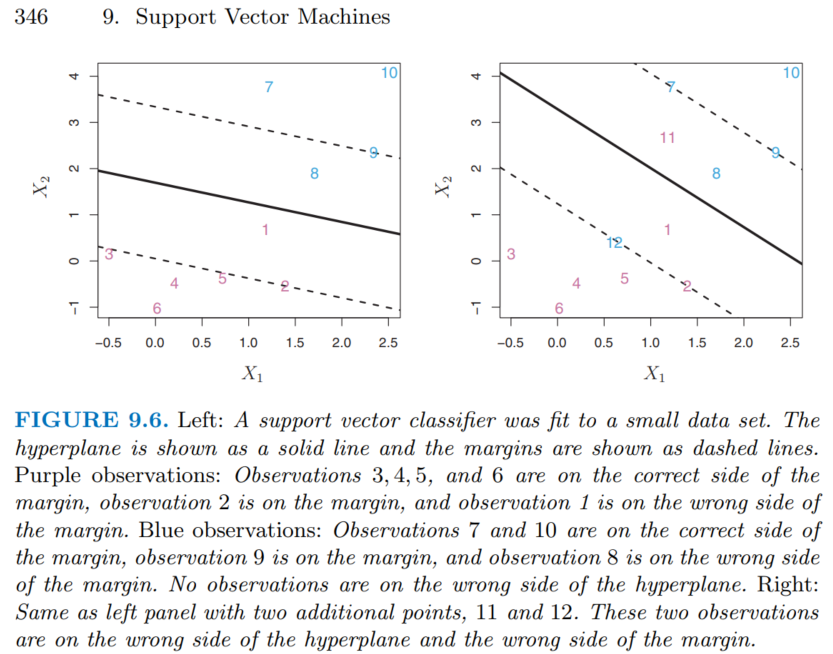 346 9. Support Vector Machines
4
3
2
1
0
−1
X2
−0.5 0.0 0.5 1.0 1.5 2.0 2.5
X1
10
7
9
8
1
3
5
4
2
6
4
3
2
1
0
−1
X2
−0.5 0.0 0.5 1.0 1.5 2.0 2.5
X1
10
7
11
9
8
1
12
3
5
4
2
6
FIGURE 9.6. Left: A support vector classifier was fit to a small data set. The
hyperplane is shown as a solid line and the margins are shown as dashed lines.
Purple observations: Observations 3, 4, 5, and 6 are on the correct side of the
margin, observation 2 is on the margin, and observation 1 is on the wrong side of
the margin. Blue observations: Observations 7 and 10 are on the correct side of
the margin, observation 9 is on the margin, and observation 8 is on the wrong side
of the margin. No observations are on the wrong side of the hyperplane. Right:
Same as left panel with two additional points, 11 and 12. These two observations
are on the wrong side of the hyperplane and the wrong side of the margin.